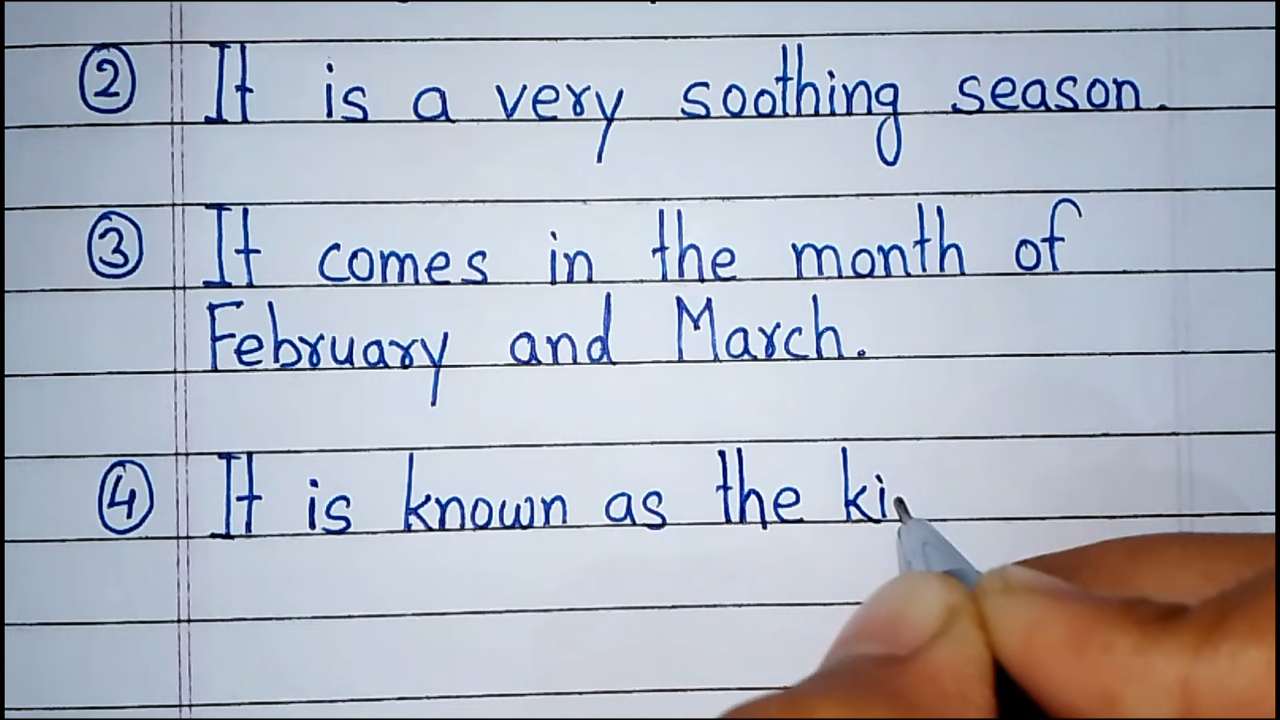 ② It is a very soothing season.
③ It comes in the month of
February and March.
④ It is known as the ki